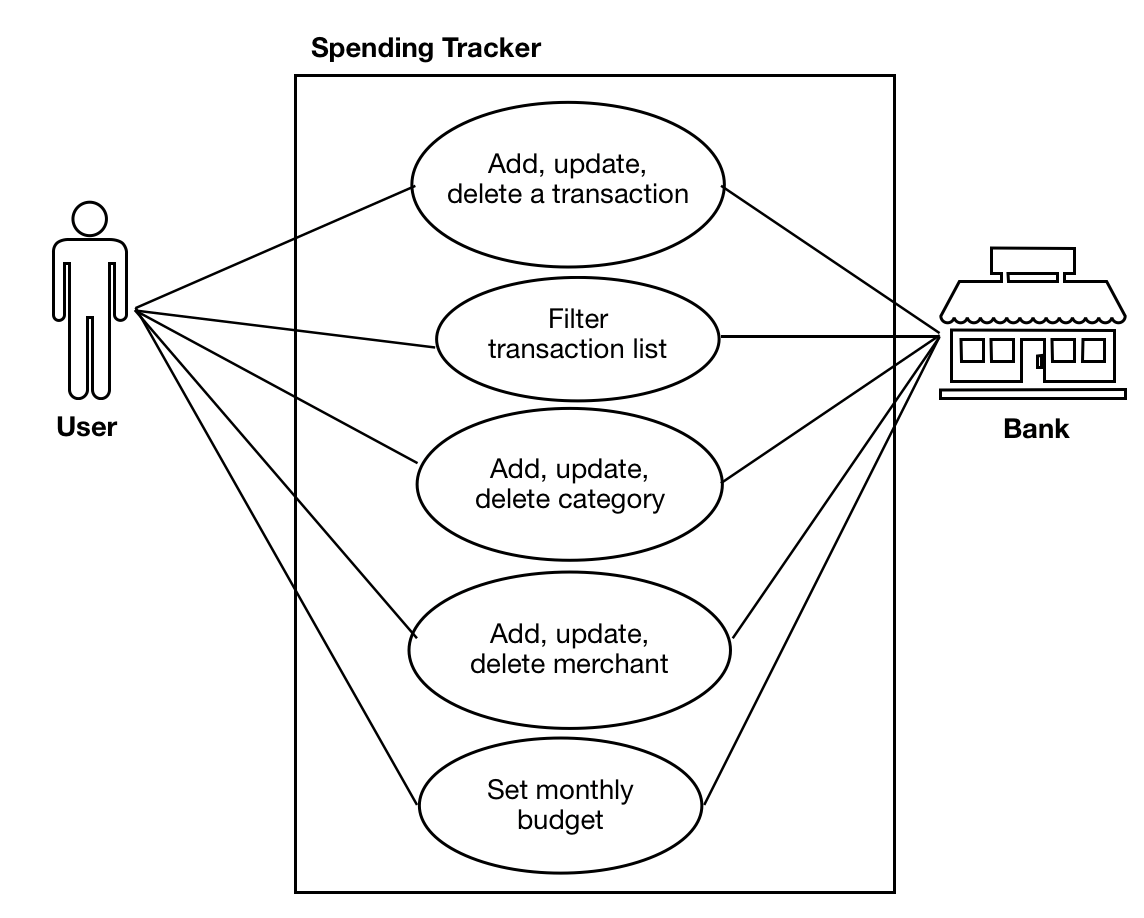 Spending Tracker
Add, update,
delete a transaction
Filter
transaction list
Add, update,
delete category
Add, update,
delete merchant
Set monthly
budget
User
Bank